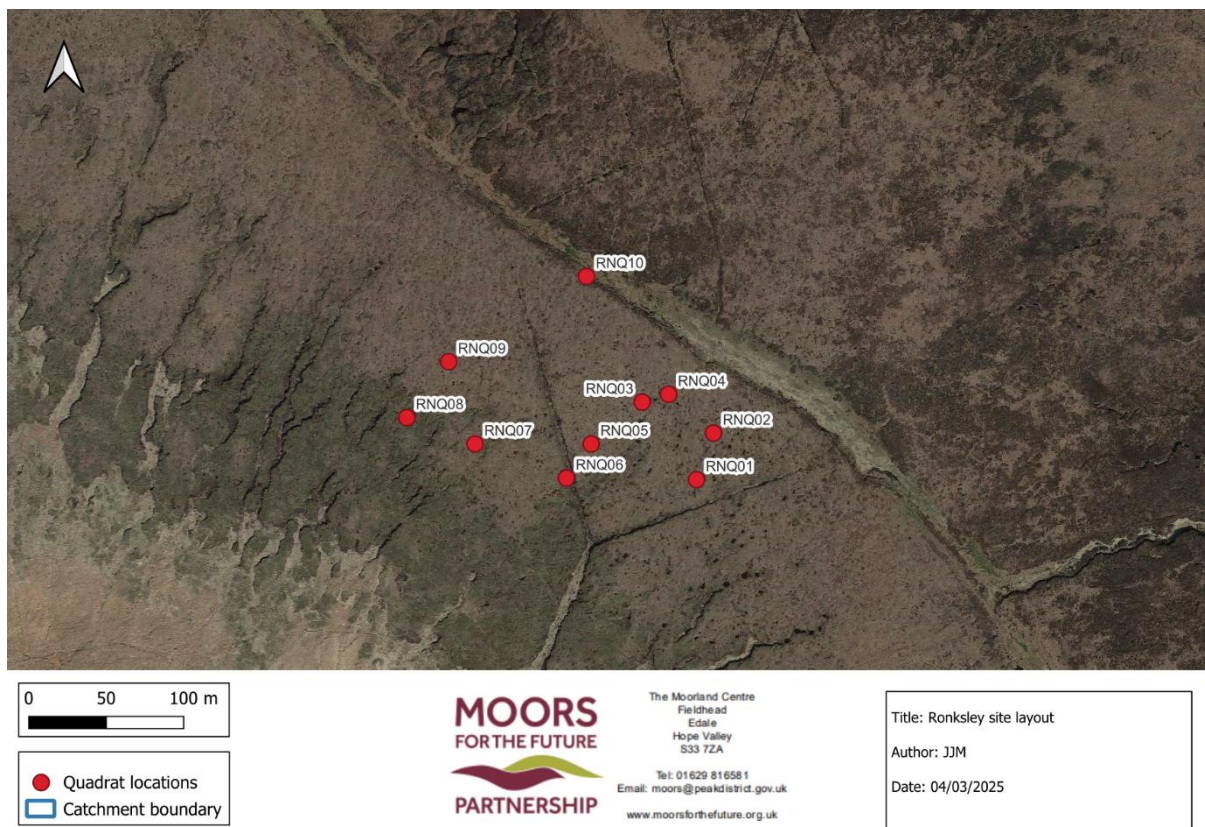 RNQ10
RNQ09
RNQ04
RNQ03
RNQ08
RNQ02
RNQ07
RNQ05
RNQ06
RNQ01
0 50 100 m
Quadrat locations
Catchment boundary
MOORS
FOR THE FUTURE
PARTNERSHIP
The Moorland Centre
Fieldhead
Edale
Hope Valley
S33 7ZA
Tel: 01629 816581
Email: moors@peakdistrict.gov.uk
www.moorsforthefuture.org.uk
Title: Ronksley site layout
Author: JJM
Date: 04/03/2025